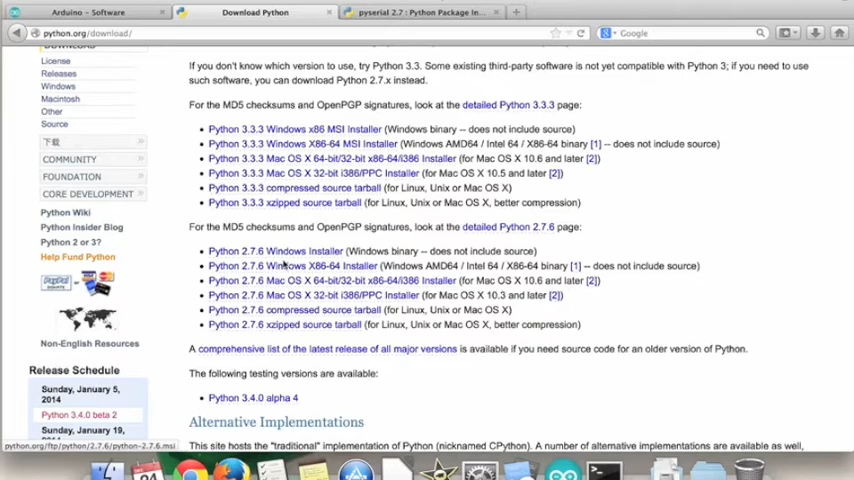 Arduino - Software
Download Python
pyserial 2.7 : Python Package In...
python.org/download/
Google
DOWNLOAD
License
Releases
Windows
Macintosh
Other
Source
下载
COMMUNITY
FOUNDATION
CORE DEVELOPMENT
Python Wiki
Python Insider Blog
Python 2 or 3?
Help Fund Python
PayPal
DONATE
Non-English Resources
Release Schedule
Sunday, January 5,
2014
Python 3.4.0 beta 2
Sunday, January 19,
If you don't know which version to use, try Python 3.3. Some existing third-party software is not yet compatible with Python 3; if you need to use
such software, you can download Python 2.7.x instead.
For the MD5 checksums and OpenPGP signatures, look at the detailed Python 3.3.3 page:
• Python 3.3.3 Windows x86 MSI Installer (Windows binary -- does not include source)
• Python 3.3.3 Windows X86-64 MSI Installer (Windows AMD64 / Intel 64 / X86-64 binary [1] -- does not include source)
• Python 3.3.3 Mac OS X 64-bit/32-bit x86-64/i386 Installer (for Mac OS X 10.6 and later [2])
• Python 3.3.3 Mac OS X 32-bit i386/PPC Installer (for Mac OS X 10.5 and later [2])
• Python 3.3.3 compressed source tarball (for Linux, Unix or Mac OS X)
• Python 3.3.3 xzipped source tarball (for Linux, Unix or Mac OS X, better compression)
For the MD5 checksums and OpenPGP signatures, look at the detailed Python 2.7.6 page:
• Python 2.7.6 Windows Installer (Windows binary -- does not include source)
• Python 2.7.6 Windows X86-64 Installer (Windows AMD64 / Intel 64 / X86-64 binary [1] -- does not include source)
• Python 2.7.6 Mac OS X 64-bit/32-bit x86-64/i386 Installer (for Mac OS X 10.6 and later [2])
• Python 2.7.6 Mac OS X 32-bit i386/PPC Installer (for Mac OS X 10.3 and later [2])
• Python 2.7.6 compressed source tarball (for Linux, Unix or Mac OS X)
• Python 2.7.6 xzipped source tarball (for Linux, Unix or Mac OS X, better compression)
A comprehensive list of the latest release of all major versions is available if you need source code for an older version of Python.
The following testing versions are available:
• Python 3.4.0 alpha 4
Alternative Implementations
This site hosts the "traditional" implementation of Python (nicknamed CPython). A number of alternative implementations are available as well,
python.org/ftp/python/2.7.6/python-2.7.6.msi